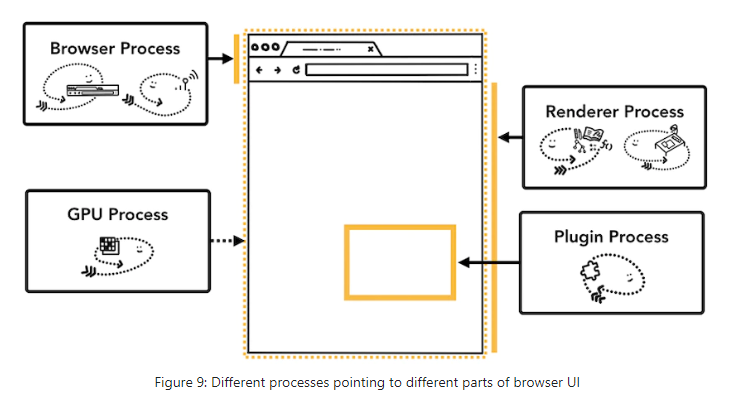 Browser Process
Renderer Process
GPU Process
Plugin Process
Figure 9: Different processes pointing to different parts of browser UI